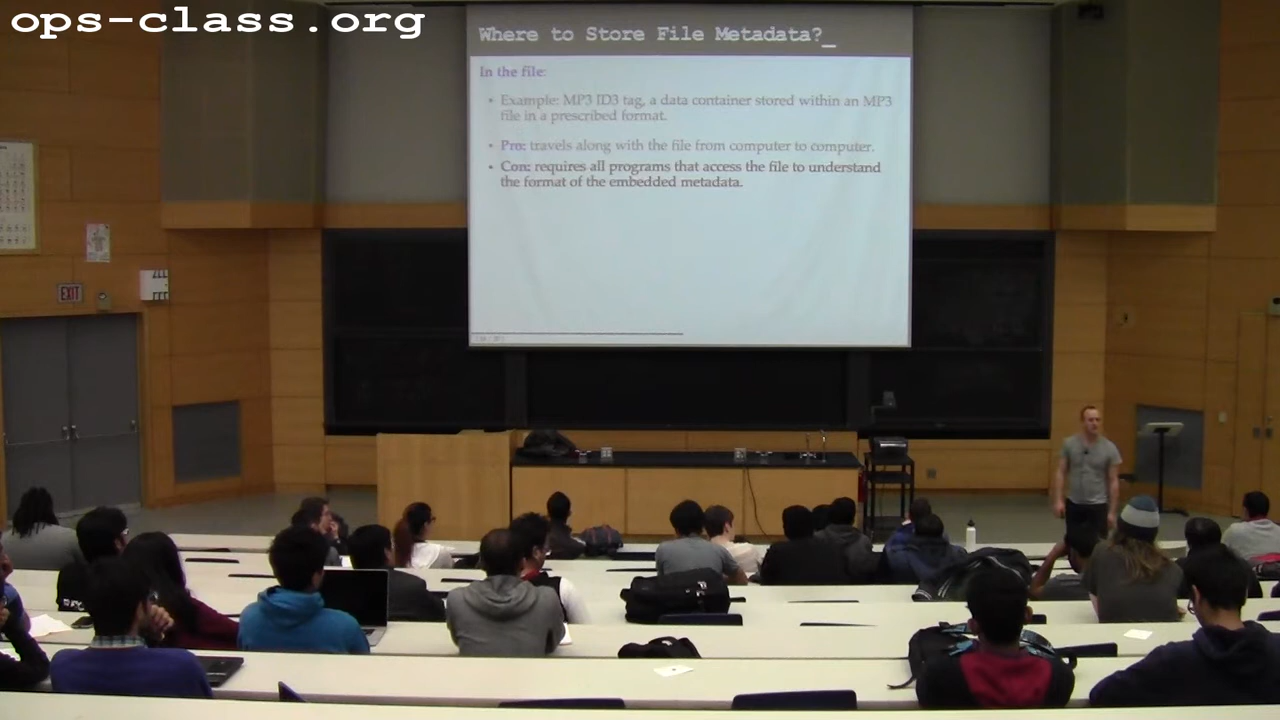 ops-class.org
Where to Store File Metadata?_
In the file:
• Example: MP3 ID3 tag, a data container stored within an MP3
file in a prescribed format.
• Pro: travels along with the file from computer to computer.
• Con: requires all programs that access the file to understand
the format of the embedded metadata.
EXIT